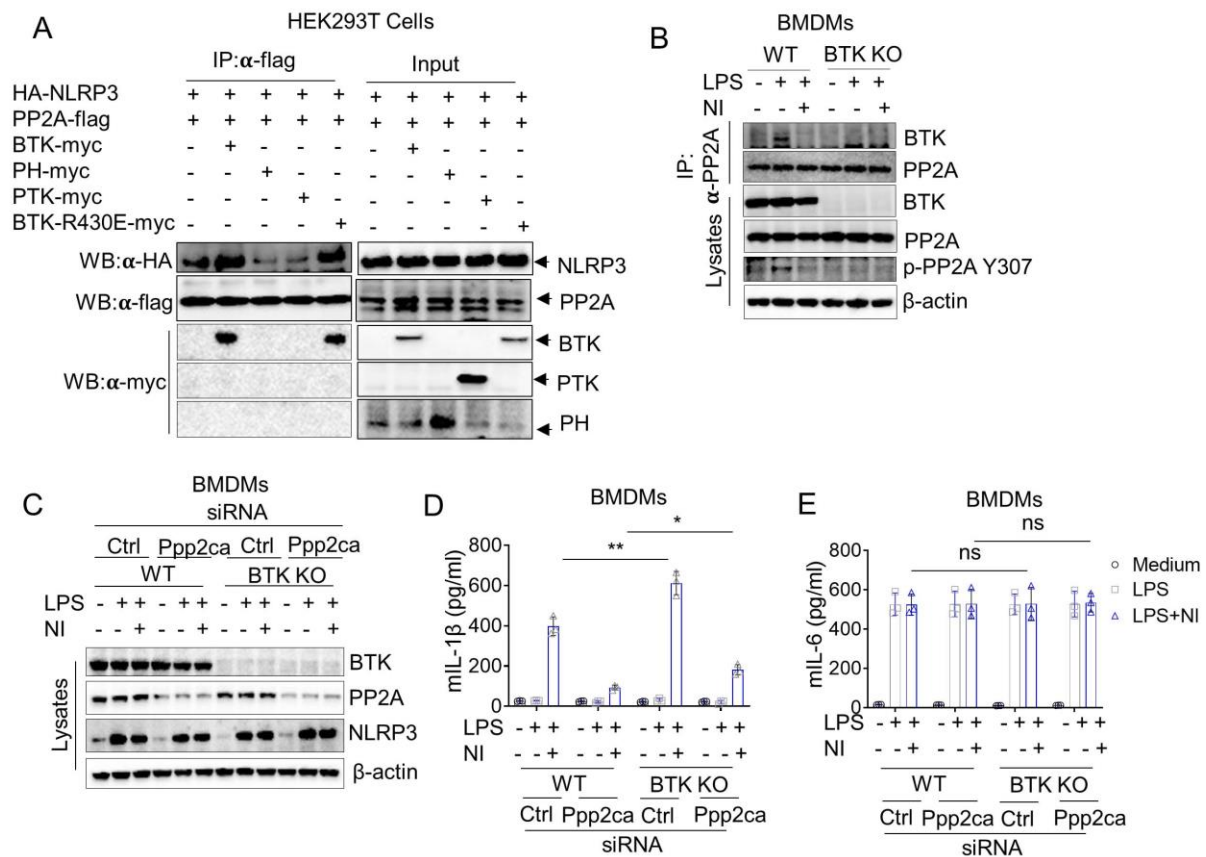 A
HEK293T Cells
IP:α-flag Input
HA-NLRP3 + + + + + + + + + +
PP2A-flag + + + + + + + + + +
BTK-myc - + - - - - + - - -
PH-myc - - + - - - - + - -
PTK-myc - - - + - - - - + -
BTK-R430E-myc - - - - + - - - - +
WB:α-HA NLRP3
WB:α-flag PP2A
BTK
WB:α-myc PTK
PH
B
BMDMs
WT BTK KO
LPS - + + - + +
NI - - + - - +
IP: α-PP2A
BTK
PP2A
Lysates
BTK
PP2A
p-PP2A Y307
β-actin
C
BMDMs
siRNA
Ctrl Ppp2ca Ctrl Ppp2ca
WT BTK KO
LPS - + + - + + - + + - + +
NI - - + - - + - - + - - +
Lysates
BTK
PP2A
NLRP3
β-actin
D
BMDMs
*
**
mIL-1β (pg/ml)
800
600
400
200
0
LPS - + + - + + - + + - + +
NI - - + - - + - - + - - +
WT BTK KO
Ctrl Ppp2ca Ctrl Ppp2ca
siRNA
E
BMDMs
ns
ns
mIL-6 (pg/ml)
800
600
400
200
0
Medium
LPS
LPS+NI
LPS - + + - + + - + + - + +
NI - - + - - + - - + - - +
WT BTK KO
Ctrl Ppp2ca Ctrl Ppp2ca
siRNA